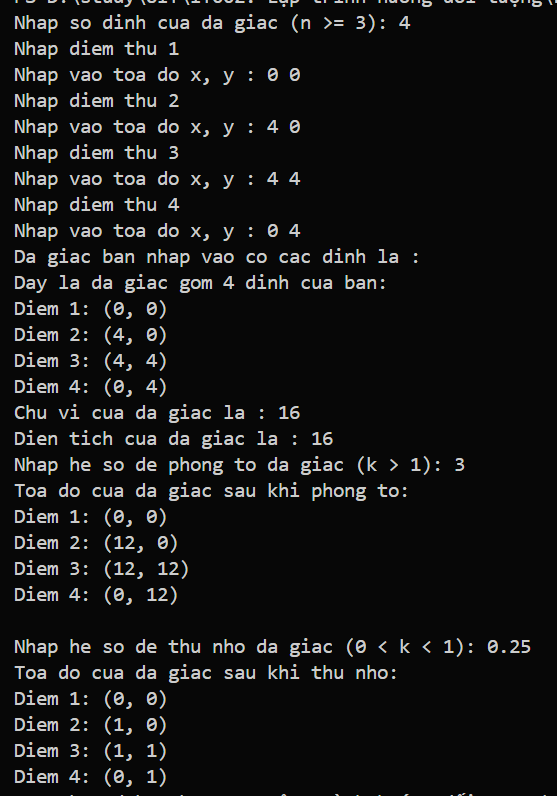 Nhap so dinh cua da giac (n >= 3): 4
Nhap diem thu 1
Nhap vao toa do x, y : 0 0
Nhap diem thu 2
Nhap vao toa do x, y : 4 0
Nhap diem thu 3
Nhap vao toa do x, y : 4 4
Nhap diem thu 4
Nhap vao toa do x, y : 0 4
Da giac ban nhap vao co cac dinh la :
Day la da giac gom 4 dinh cua ban:
Diem 1: (0, 0)
Diem 2: (4, 0)
Diem 3: (4, 4)
Diem 4: (0, 4)
Chu vi cua da giac la : 16
Dien tich cua da giac la : 16
Nhap he so de phong to da giac (k > 1): 3
Toa do cua da giac sau khi phong to:
Diem 1: (0, 0)
Diem 2: (12, 0)
Diem 3: (12, 12)
Diem 4: (0, 12)
Nhap he so de thu nho da giac (0 < k < 1): 0.25
Toa do cua da giac sau khi thu nho:
Diem 1: (0, 0)
Diem 2: (1, 0)
Diem 3: (1, 1)
Diem 4: (0, 1)